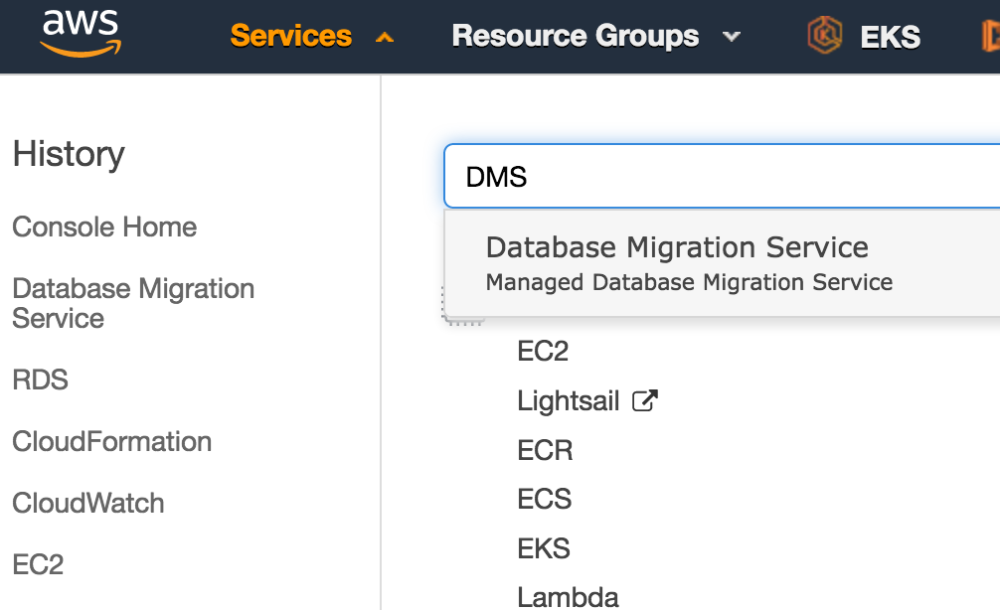 aws
Services
Resource Groups
EKS
History
Console Home
Database Migration
Service
RDS
CloudFormation
CloudWatch
EC2
DMS
Database Migration Service
Managed Database Migration Service
EC2
Lightsail
ECR
ECS
EKS
Lambda